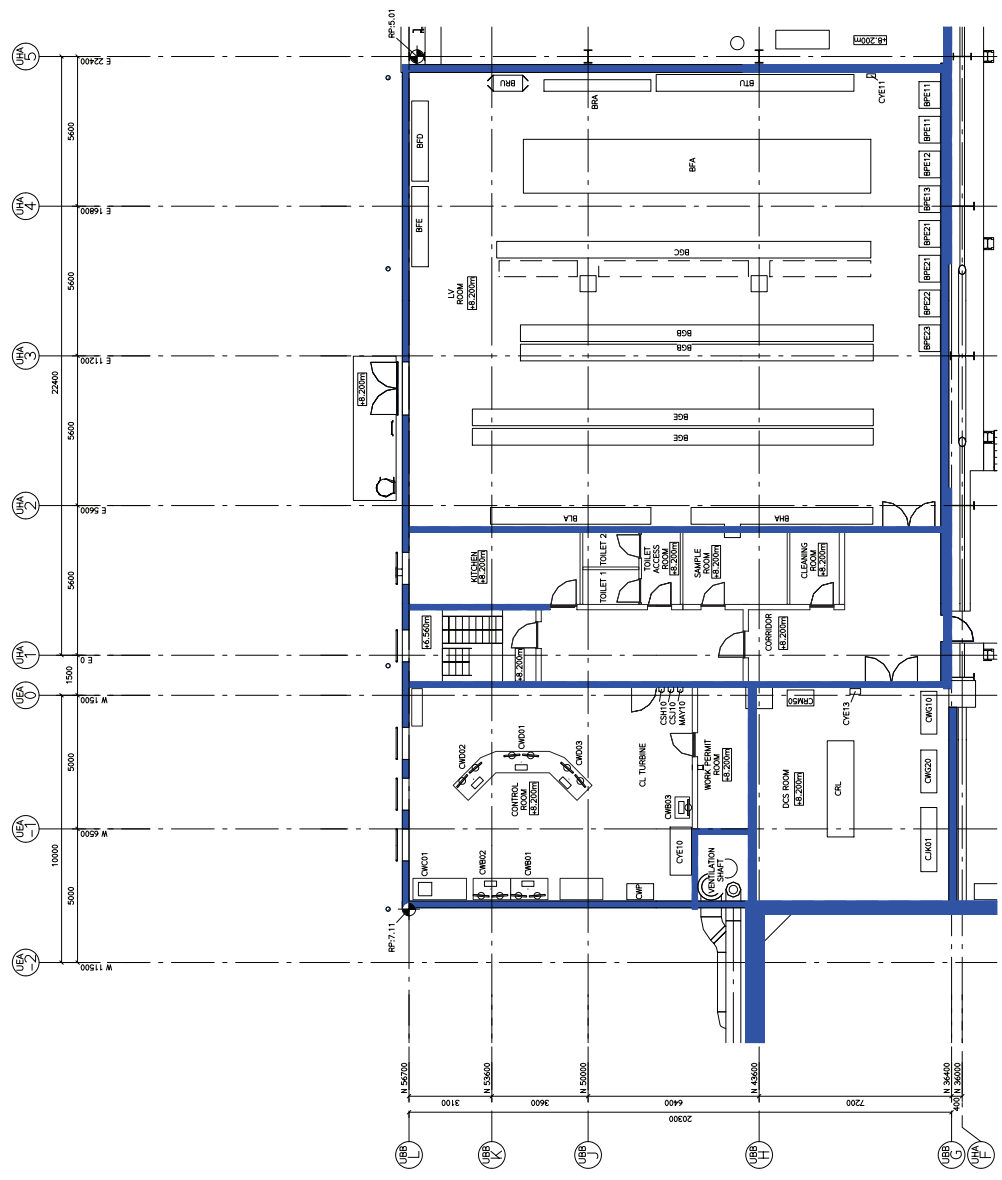 RP:5.01
+8.200m
UHA
5
E 22400
5600
UHA
4
E 16800
5600
UHA
3
E 11200
22400
5600
UHA
2
E 5600
5600
UHA
1
E 0
1500
UEA
0
W 1500
5000
UEA
-1
W 6500
10000
5000
UEA
-2
W 11500
BRU
BRA
BTU
CYE11
BFD
BFE
BFA
BPE11
BPE11
BPE12
BPE13
BPE21
BPE21
BPE22
BPE23
BGC
LV
ROOM
+8.200m
BGB
BGB
+8.200m
BGE
BGE
BLA
BHA
KITCHEN
+8.200m
TOILET 1
TOILET 2
TOILET
ACCESS
ROOM
+8.200m
SAMPLE
ROOM
+8.200m
CLEANING
ROOM
+8.200m
+6.560m
+8.200m
CORRIDOR
+8.200m
CSH10
CSJ10
MAY10
CRM50
CYE13
CWG10
CWD02
CWD01
CWD03
CONTROL
ROOM
+8.200m
CL TURBINE
WORK PERMIT
ROOM
+8.200m
DCS ROOM
+8.200m
CRL
CWG20
CJK01
CWB03
CWC01
CWB02
CWB01
CWP
CYE10
VENTILATION
SHAFT
RP:7.11
N 56700
3100
N 53600
3600
N 50000
6400
N 43600
7200
N 36400
400
N 36000
20300
UBB
L
UBB
K
UBB
J
UBB
H
UBB
G
UHA
F